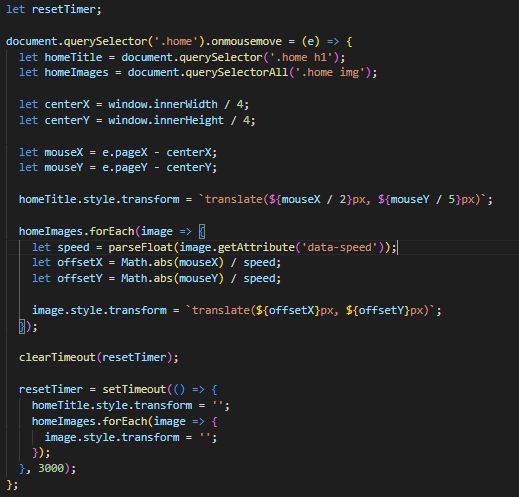 let resetTimer;

document.querySelector('.home').onmousemove = (e) => {
  let homeTitle = document.querySelector('.home h1');
  let homeImages = document.querySelectorAll('.home img');

  let centerX = window.innerWidth / 4;
  let centerY = window.innerHeight / 4;

  let mouseX = e.pageX - centerX;
  let mouseY = e.pageY - centerY;

  homeTitle.style.transform = `translate(${mouseX / 2}px, ${mouseY / 5}px)`;

  homeImages.forEach(image => {
    let speed = parseFloat(image.getAttribute('data-speed'));
    let offsetX = Math.abs(mouseX) / speed;
    let offsetY = Math.abs(mouseY) / speed;

    image.style.transform = `translate(${offsetX}px, ${offsetY}px)`;
  });

  clearTimeout(resetTimer);

  resetTimer = setTimeout(() => {
    homeTitle.style.transform = '';
    homeImages.forEach(image => {
      image.style.transform = '';
    });
  }, 3000);
};